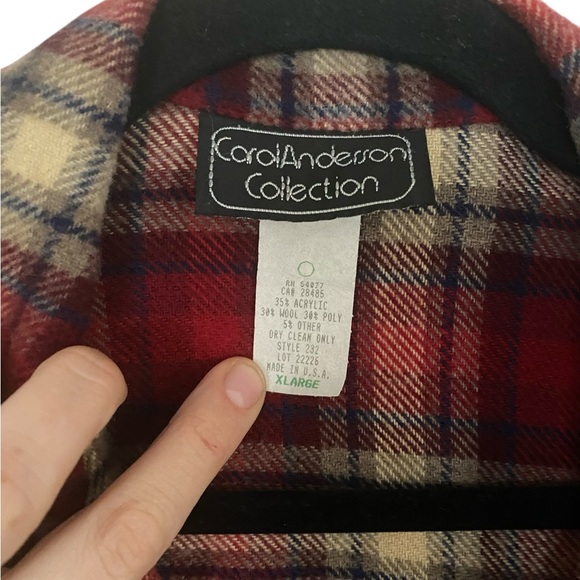 CarolAnderson
Collection
RN 54077
CA# 28485
35% ACRYLIC
30% WOOL 30% POLY
5% OTHER
DRY CLEAN ONLY
STYLE 232
LOT 22226
MADE IN U.S.A.
XLARGE